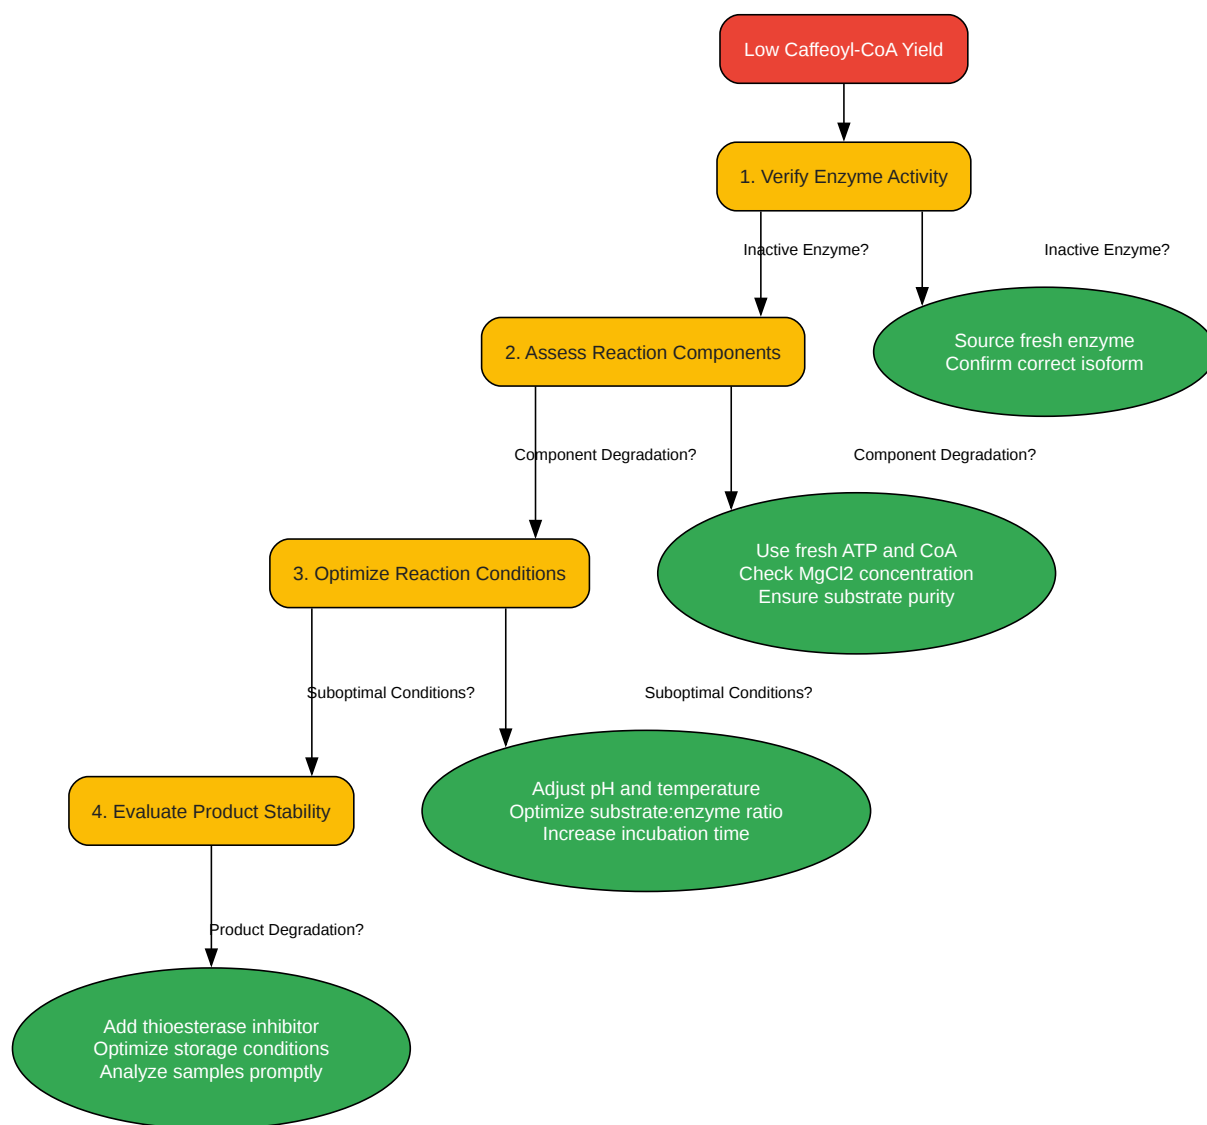 Low Caffeoyl-CoA Yield
1. Verify Enzyme Activity
Inactive Enzyme?
Inactive Enzyme?
Source fresh enzyme
Confirm correct isoform
2. Assess Reaction Components
Component Degradation?
Component Degradation?
Use fresh ATP and CoA
Check MgCl2 concentration
Ensure substrate purity
3. Optimize Reaction Conditions
Suboptimal Conditions?
Suboptimal Conditions?
Adjust pH and temperature
Optimize substrate:enzyme ratio
Increase incubation time
4. Evaluate Product Stability
Product Degradation?
Add thioesterase inhibitor
Optimize storage conditions
Analyze samples promptly